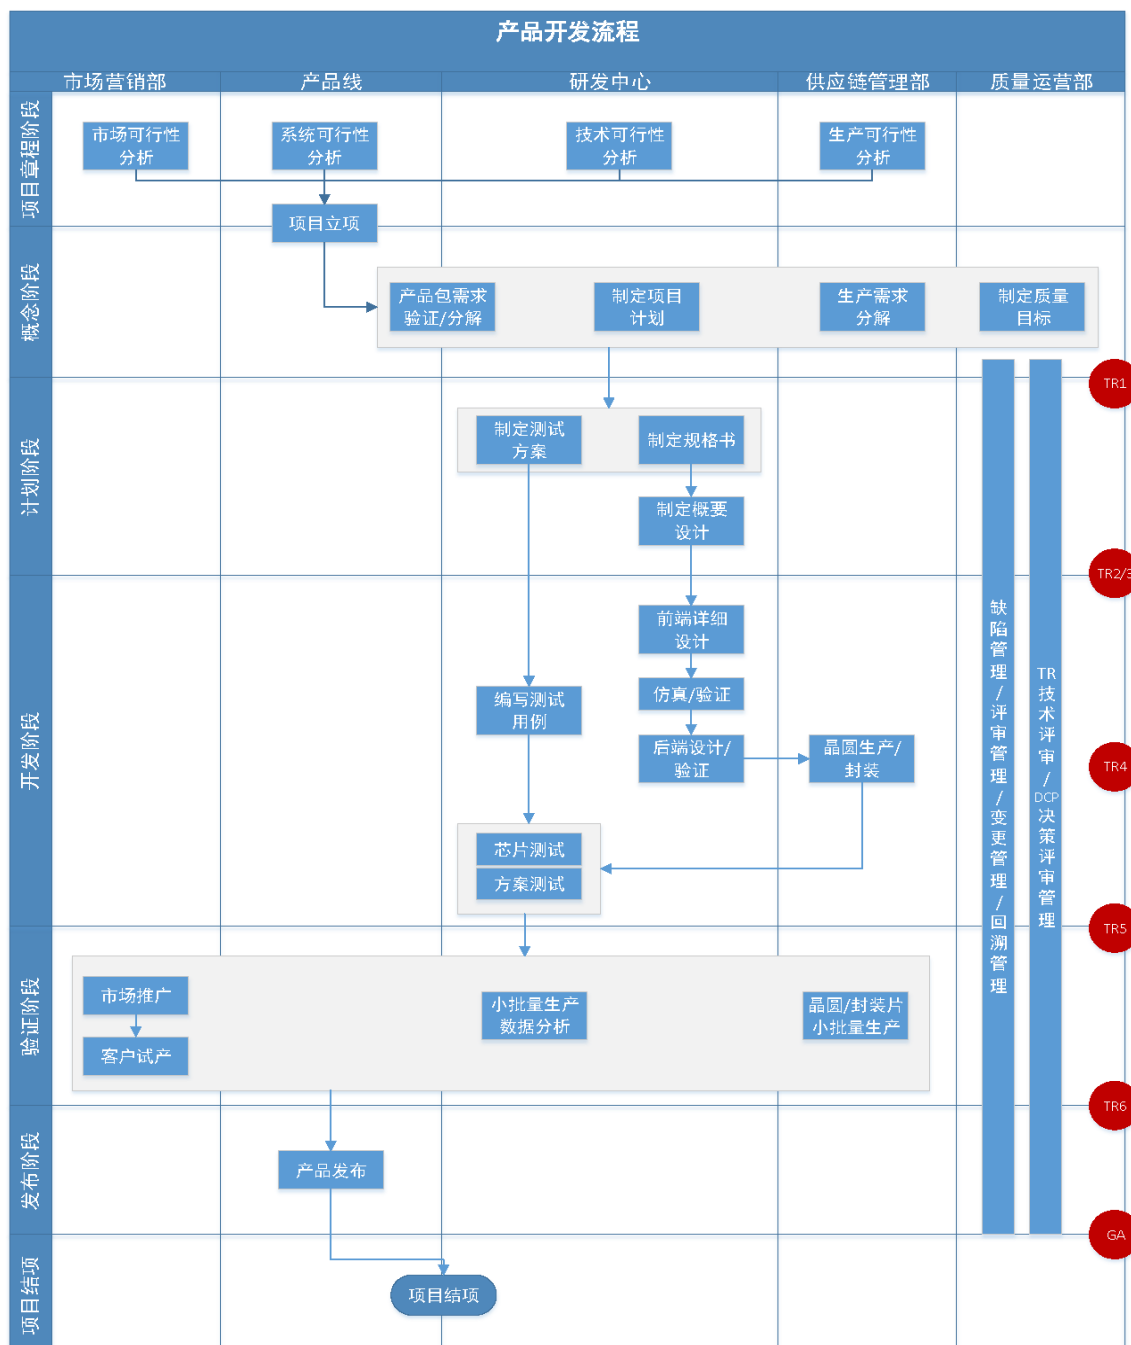 产品开发流程
市场营销部
产品线
研发中心
供应链管理部
质量运营部
项目章程阶段
市场可行性
分析
系统可行性
分析
技术可行性
分析
生产可行性
分析
项目立项
概念阶段
产品包需求
验证/分解
制定项目
计划
生产需求
分解
制定质量
目标
TR1
计划阶段
制定测试
方案
制定规格书
制定概要
设计
TR2/3
开发阶段
前端详细
设计
编写测试
用例
仿真/验证
后端设计/
验证
晶圆生产/
封装
TR4
芯片测试
方案测试
缺陷管理/评审管理/变更管理/回溯管理
TR技术评审/DCP决策评审管理
TR5
验证阶段
市场推广
客户试产
小批量生产
数据分析
晶圆/封装片
小批量生产
TR6
发布阶段
产品发布
GA
项目结项
项目结项